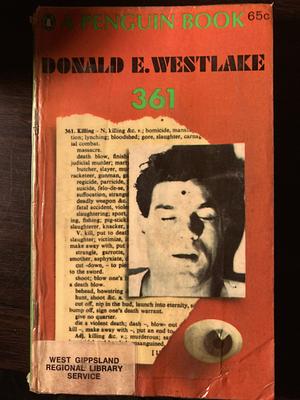 A PENGUIN BOOK 65c
DONALD E. WESTLAKE
361
361. Killing – N. killing &c. v.; homicide, mans
tion; lynching; bloodshed; gore, slaughter, carna
ial combat.
massacre.
death blow, finish
judicial murder; mar
butcher, slayer, mu
racketeer, gunman, g
regicide, parricide,
suicide, felo-de-se,
suffocation, strang
deadly weapon &c.
fatal accident, viole
slaughtering; sport,
ing, fishing; pig-stick
slaughterer, knacker,
V. kill, put to dea
slaughter; victimize, i
make away with, put
strangle, garrotte,
smother, asphyxiate,
cut -down, – to pie
to the sword.
shoot; blow one's
a death blow.
behead, bowstring
hunt, shoot &c. n.
cut off, nip in the bud, launch into eternity,
bump off, sign one's death warrant.
give no quarter.
die a violent death; dash –, blow– out
kill –, make away with –, put an end to
Adj. killing &c. v.; murderous;
WEST GIPPSLAND
REGIONAL LIBRARY
SERVICE